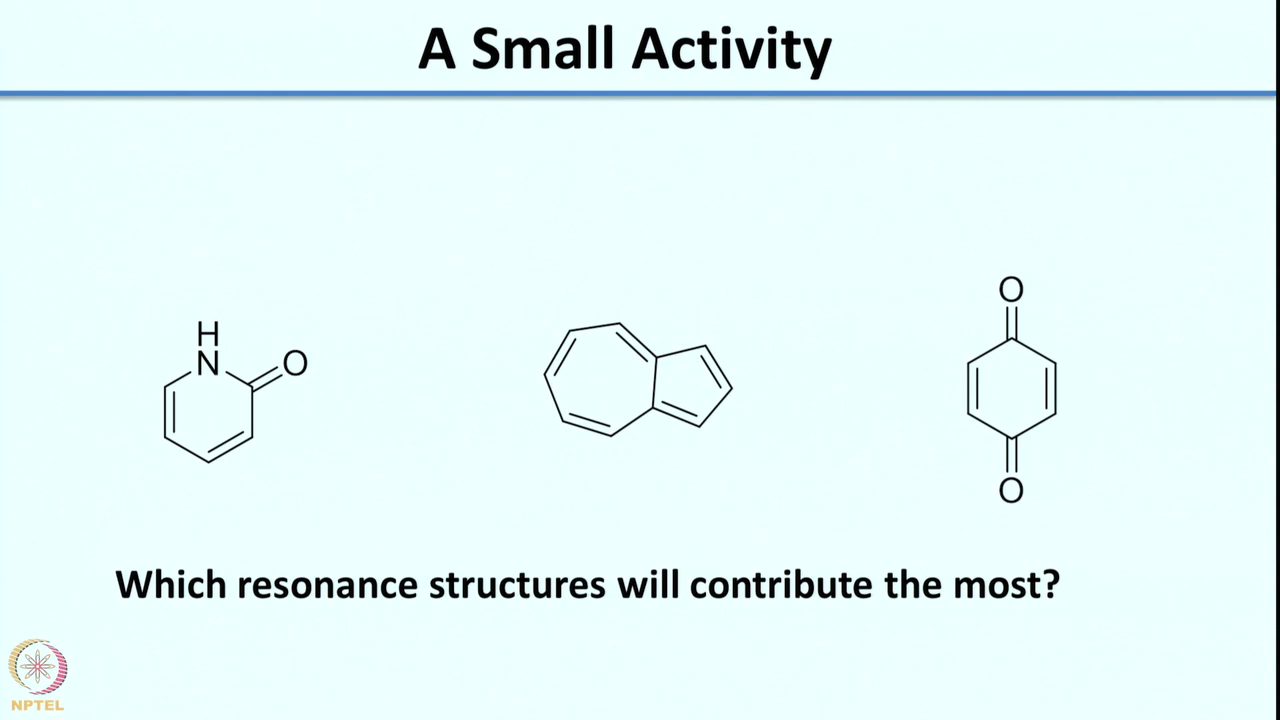 A Small Activity
H
N
O
O
O
Which resonance structures will contribute the most?
NPTEL